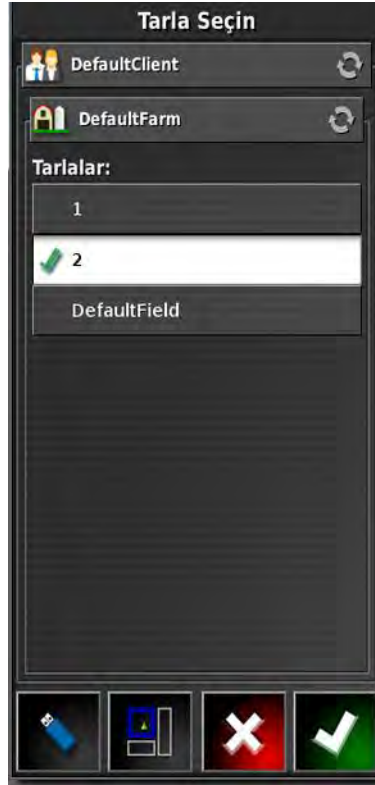 Tarla Seçin
DefaultClient
DefaultFarm
Tarlalar:
1
2
DefaultField